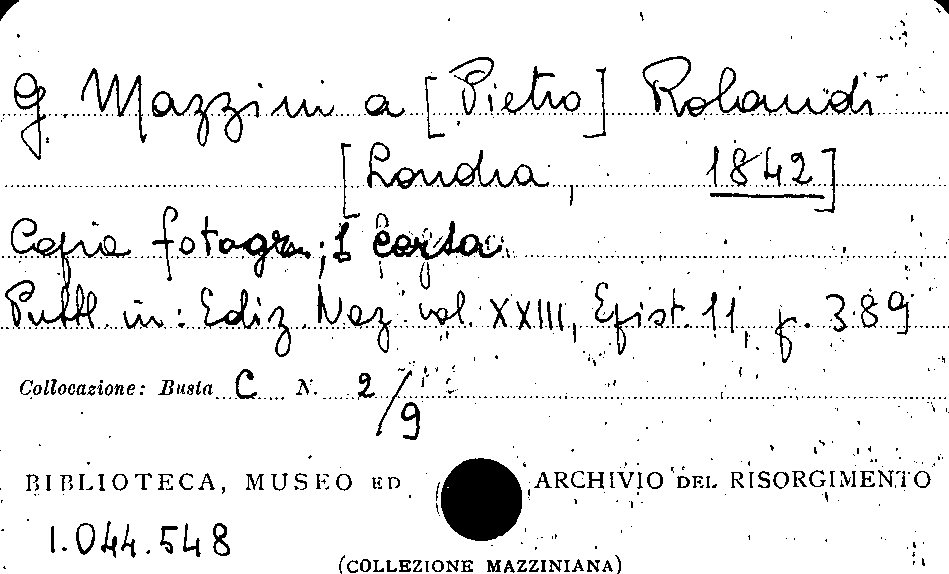 G. Mazzini a [Pietro] Rolandi
[Londra, 1842]
Copia fotogr.; 1 carta
Pubbl. in: Ediz. Naz. vol. XXIII, Epist. 11, p. 389
Collocazione: Busta C N. 2/9
BIBLIOTECA, MUSEO ED ARCHIVIO DEL RISORGIMENTO
1.044.548
(COLLEZIONE MAZZINIANA)